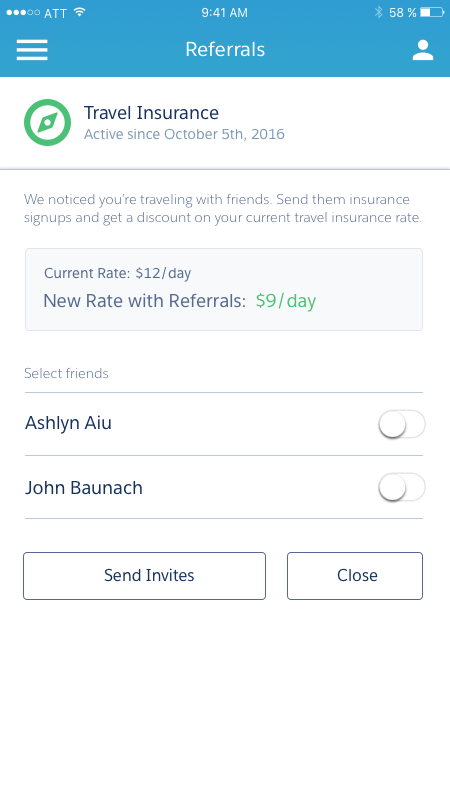 ATT 9:41 AM 58 %
Referrals
Travel Insurance
Active since October 5th, 2016
We noticed you're traveling with friends. Send them insurance
signups and get a discount on your current travel insurance rate.
Current Rate: $12/day
New Rate with Referrals: $9/day
Select friends
Ashlyn Aiu
John Baunach
Send Invites Close